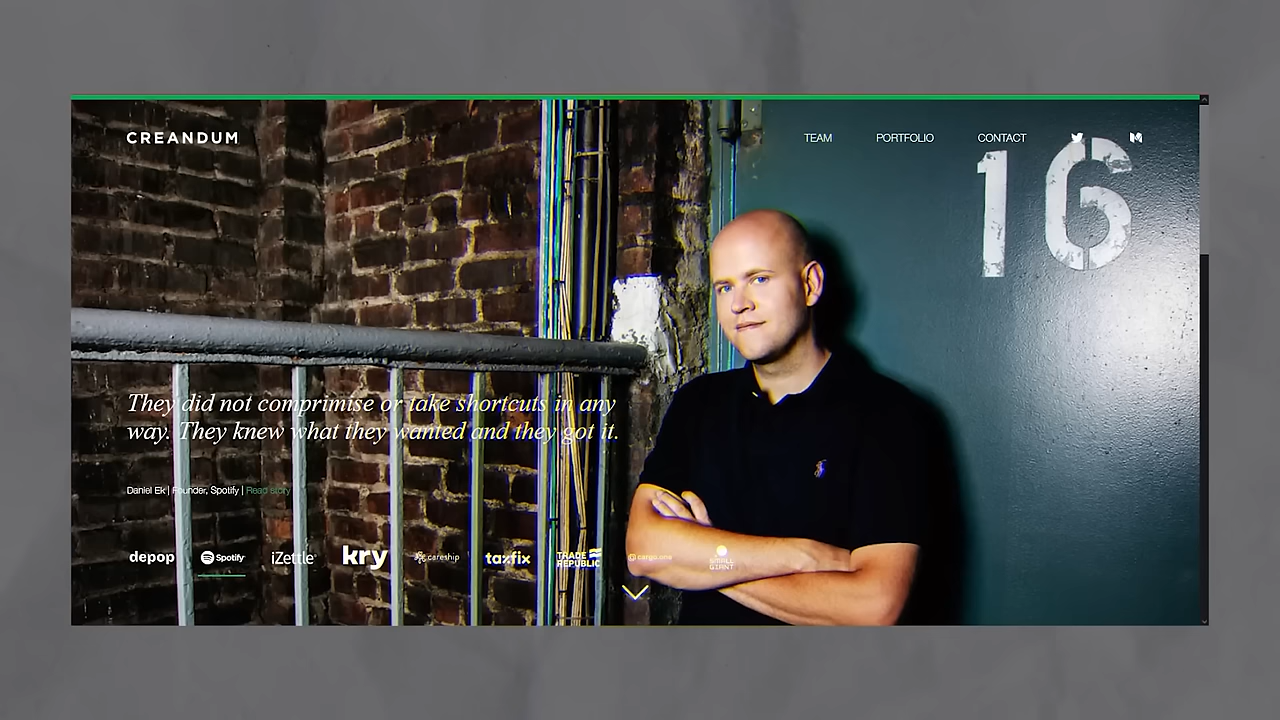 CREANDUM
TEAM PORTFOLIO CONTACT
16
They did not comprimise or take shortcuts in any
way. They knew what they wanted and they got it.
Daniel Ek | Founder, Spotify | Read story
depop Spotify iZettle kry careship taxfix TRADE REPUBLIC cargo.one SMALL GIANT